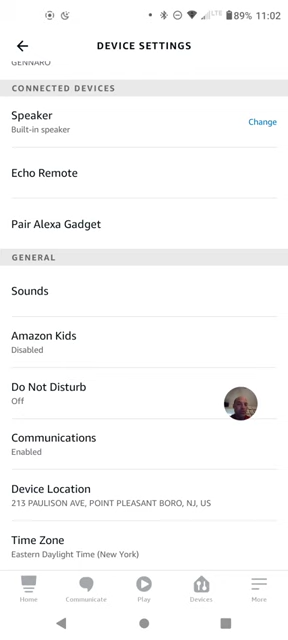 LTE 89% 11:02
DEVICE SETTINGS
GENNARO
CONNECTED DEVICES
Speaker
Built-in speaker
Change
Echo Remote
Pair Alexa Gadget
GENERAL
Sounds
Amazon Kids
Disabled
Do Not Disturb
Off
Communications
Enabled
Device Location
213 PAULISON AVE, POINT PLEASANT BORO, NJ, US
Time Zone
Eastern Daylight Time (New York)
Home Communicate Play Devices More